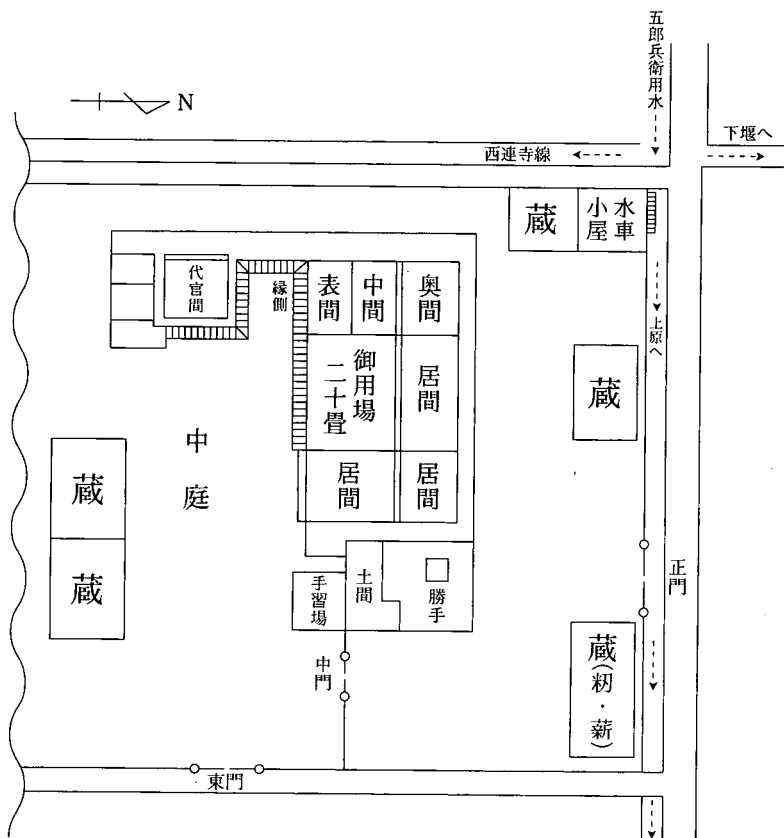 五郎兵衛用水
N
下堰へ
西連寺線
蔵
水車
小屋
代官間
縁側
表間
中間
奥間
上原へ
御用場
二十畳
居間
蔵
中庭
居間
居間
蔵
蔵
正門
手習場
土間
勝手
蔵(籾・薪)
中門
東門